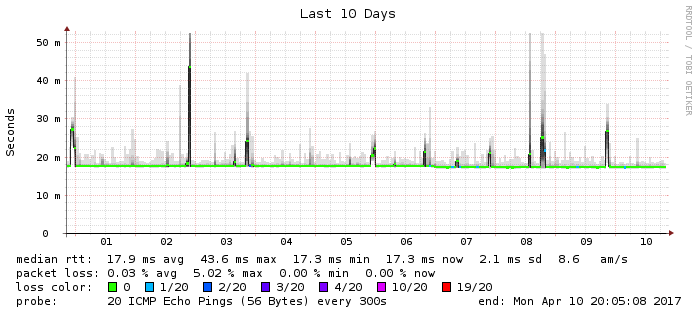 Last 10 Days
RRDTOOL / TOBI OETIKER
Seconds
50 m
40 m
30 m
20 m
10 m
0
01 02 03 04 05 06 07 08 09 10
median rtt: 17.9 ms avg 43.6 ms max 17.3 ms min 17.3 ms now 2.1 ms sd 8.6 am/s
packet loss: 0.03 % avg 5.02 % max 0.00 % min 0.00 % now
loss color: 0 1/20 2/20 3/20 4/20 10/20 19/20
probe: 20 ICMP Echo Pings (56 Bytes) every 300s end: Mon Apr 10 20:05:08 2017